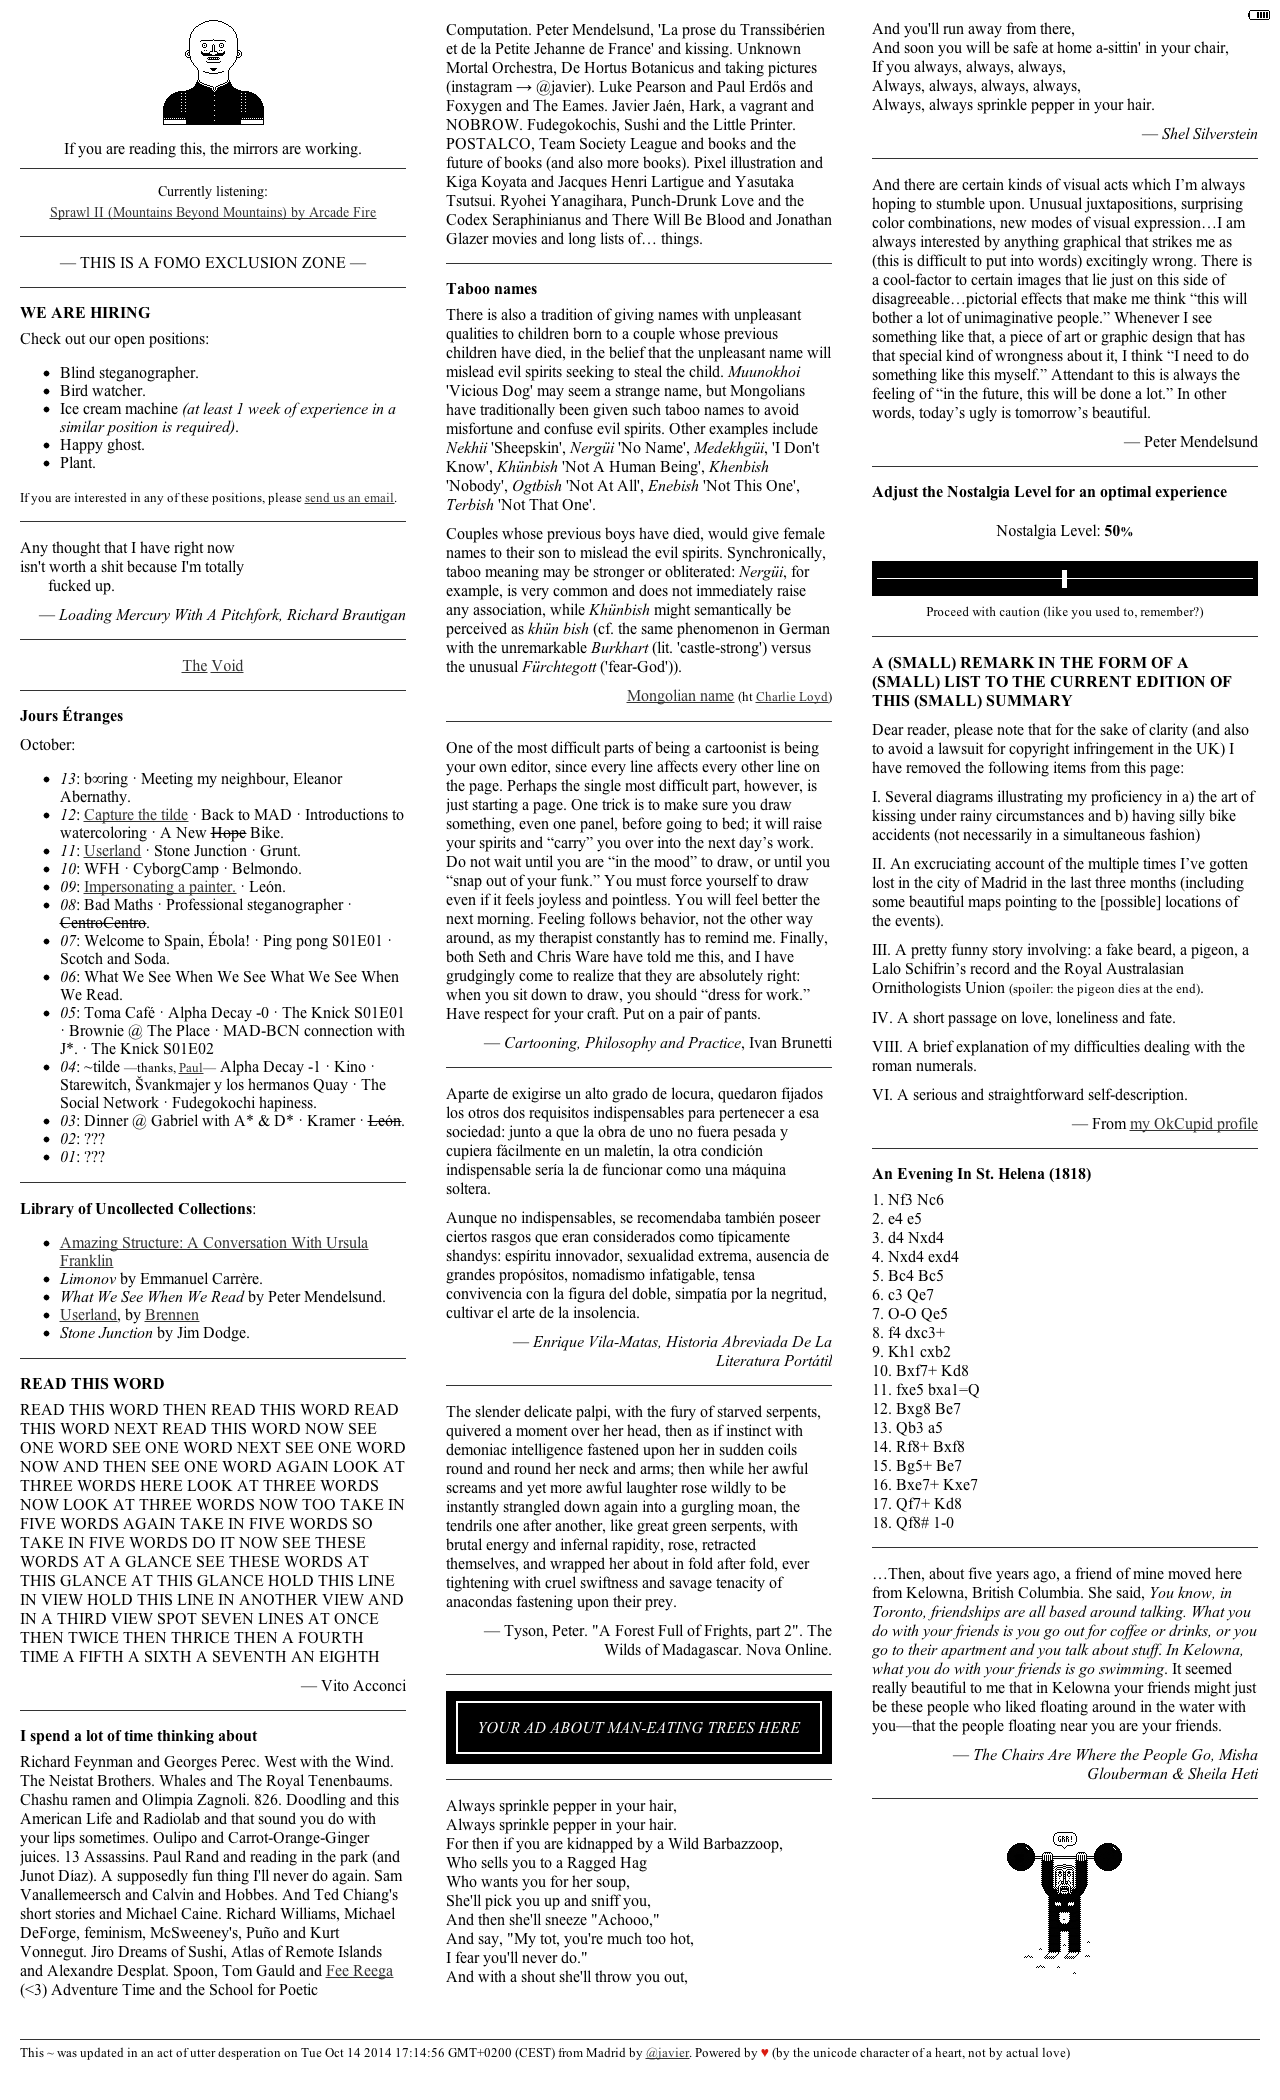 If you are reading this, the mirrors are working.
Currently listening:
Sprawl II (Mountains Beyond Mountains) by Arcade Fire
— THIS IS A FOMO EXCLUSION ZONE —
WE ARE HIRING
Check out our open positions:
• Blind steganographer.
• Bird watcher.
• Ice cream machine (at least 1 week of experience in a
similar position is required).
• Happy ghost.
• Plant.
If you are interested in any of these positions, please send us an email.
Any thought that I have right now
isn't worth a shit because I'm totally
fucked up.
— Loading Mercury With A Pitchfork, Richard Brautigan
The Void
Jours Étranges
October:
• 13: b∞ring · Meeting my neighbour, Eleanor
Abernathy.
• 12: Capture the tilde · Back to MAD · Introductions to
watercoloring · A New Hope Bike.
• 11: Userland · Stone Junction · Grunt.
• 10: WFH · CyborgCamp · Belmondo.
• 09: Impersonating a painter. · León.
• 08: Bad Maths · Professional steganographer ·
CentroCentro.
• 07: Welcome to Spain, Ébola! · Ping pong S01E01 ·
Scotch and Soda.
• 06: What We See When We See What We See When
We Read.
• 05: Toma Café · Alpha Decay -0 · The Knick S01E01
· Brownie @ The Place · MAD-BCN connection with
J*. · The Knick S01E02
• 04: ~tilde —thanks, Paul— Alpha Decay -1 · Kino ·
Starewitch, Švankmajer y los hermanos Quay · The
Social Network · Fudegokochi hapiness.
• 03: Dinner @ Gabriel with A* & D* · Kramer · León.
• 02: ???
• 01: ???
Library of Uncollected Collections:
• Amazing Structure: A Conversation With Ursula
Franklin
• Limonov by Emmanuel Carrère.
• What We See When We Read by Peter Mendelsund.
• Userland, by Brennen
• Stone Junction by Jim Dodge.
READ THIS WORD
READ THIS WORD THEN READ THIS WORD READ
THIS WORD NEXT READ THIS WORD NOW SEE
ONE WORD SEE ONE WORD NEXT SEE ONE WORD
NOW AND THEN SEE ONE WORD AGAIN LOOK AT
THREE WORDS HERE LOOK AT THREE WORDS
NOW LOOK AT THREE WORDS NOW TOO TAKE IN
FIVE WORDS AGAIN TAKE IN FIVE WORDS SO
TAKE IN FIVE WORDS DO IT NOW SEE THESE
WORDS AT A GLANCE SEE THESE WORDS AT
THIS GLANCE AT THIS GLANCE HOLD THIS LINE
IN VIEW HOLD THIS LINE IN ANOTHER VIEW AND
IN A THIRD VIEW SPOT SEVEN LINES AT ONCE
THEN TWICE THEN THRICE THEN A FOURTH
TIME A FIFTH A SIXTH A SEVENTH AN EIGHTH
— Vito Acconci
I spend a lot of time thinking about
Richard Feynman and Georges Perec. West with the Wind.
The Neistat Brothers. Whales and The Royal Tenenbaums.
Chashu ramen and Olimpia Zagnoli. 826. Doodling and this
American Life and Radiolab and that sound you do with
your lips sometimes. Oulipo and Carrot-Orange-Ginger
juices. 13 Assassins. Paul Rand and reading in the park (and
Junot Díaz). A supposedly fun thing I'll never do again. Sam
Vanallemeersch and Calvin and Hobbes. And Ted Chiang's
short stories and Michael Caine. Richard Williams, Michael
DeForge, feminism, McSweeney's, Puño and Kurt
Vonnegut. Jiro Dreams of Sushi, Atlas of Remote Islands
and Alexandre Desplat. Spoon, Tom Gauld and Fee Reega
(<3) Adventure Time and the School for Poetic
Computation. Peter Mendelsund, 'La prose du Transsibérien
et de la Petite Jehanne de France' and kissing. Unknown
Mortal Orchestra, De Hortus Botanicus and taking pictures
(instagram → @javier). Luke Pearson and Paul Erdős and
Foxygen and The Eames. Javier Jaén, Hark, a vagrant and
NOBROW. Fudegokochis, Sushi and the Little Printer.
POSTALCO, Team Society League and books and the
future of books (and also more books). Pixel illustration and
Kiga Koyata and Jacques Henri Lartigue and Yasutaka
Tsutsui. Ryohei Yanagihara, Punch-Drunk Love and the
Codex Seraphinianus and There Will Be Blood and Jonathan
Glazer movies and long lists of… things.
Taboo names
There is also a tradition of giving names with unpleasant
qualities to children born to a couple whose previous
children have died, in the belief that the unpleasant name will
mislead evil spirits seeking to steal the child. Muunokhoi
'Vicious Dog' may seem a strange name, but Mongolians
have traditionally been given such taboo names to avoid
misfortune and confuse evil spirits. Other examples include
Nekhii 'Sheepskin', Nergüi 'No Name', Medekhgüi, 'I Don't
Know', Khünbish 'Not A Human Being', Khenbish
'Nobody', Ogtbish 'Not At All', Enebish 'Not This One',
Terbish 'Not That One'.
Couples whose previous boys have died, would give female
names to their son to mislead the evil spirits. Synchronically,
taboo meaning may be stronger or obliterated: Nergüi, for
example, is very common and does not immediately raise
any association, while Khünbish might semantically be
perceived as khün bish (cf. the same phenomenon in German
with the unremarkable Burkhart (lit. 'castle-strong') versus
the unusual Fürchtegott ('fear-God')).
Mongolian name (ht Charlie Loyd)
One of the most difficult parts of being a cartoonist is being
your own editor, since every line affects every other line on
the page. Perhaps the single most difficult part, however, is
just starting a page. One trick is to make sure you draw
something, even one panel, before going to bed; it will raise
your spirits and “carry” you over into the next day’s work.
Do not wait until you are “in the mood” to draw, or until you
“snap out of your funk.” You must force yourself to draw
even if it feels joyless and pointless. You will feel better the
next morning. Feeling follows behavior, not the other way
around, as my therapist constantly has to remind me. Finally,
both Seth and Chris Ware have told me this, and I have
grudgingly come to realize that they are absolutely right:
when you sit down to draw, you should “dress for work.”
Have respect for your craft. Put on a pair of pants.
— Cartooning, Philosophy and Practice, Ivan Brunetti
Aparte de exigirse un alto grado de locura, quedaron fijados
los otros dos requisitos indispensables para pertenecer a esa
sociedad: junto a que la obra de uno no fuera pesada y
cupiera fácilmente en un maletín, la otra condición
indispensable sería la de funcionar como una máquina
soltera.
Aunque no indispensables, se recomendaba también poseer
ciertos rasgos que eran considerados como típicamente
shandys: espíritu innovador, sexualidad extrema, ausencia de
grandes propósitos, nomadismo infatigable, tensa
convivencia con la figura del doble, simpatía por la negritud,
cultivar el arte de la insolencia.
— Enrique Vila-Matas, Historia Abreviada De La
Literatura Portátil
The slender delicate palpi, with the fury of starved serpents,
quivered a moment over her head, then as if instinct with
demoniac intelligence fastened upon her in sudden coils
round and round her neck and arms; then while her awful
screams and yet more awful laughter rose wildly to be
instantly strangled down again into a gurgling moan, the
tendrils one after another, like great green serpents, with
brutal energy and infernal rapidity, rose, retracted
themselves, and wrapped her about in fold after fold, ever
tightening with cruel swiftness and savage tenacity of
anacondas fastening upon their prey.
— Tyson, Peter. "A Forest Full of Frights, part 2". The
Wilds of Madagascar. Nova Online.
YOUR AD ABOUT MAN-EATING TREES HERE
Always sprinkle pepper in your hair,
Always sprinkle pepper in your hair.
For then if you are kidnapped by a Wild Barbazzoop,
Who sells you to a Ragged Hag
Who wants you for her soup,
She'll pick you up and sniff you,
And then she'll sneeze "Achooo,"
And say, "My tot, you're much too hot,
I fear you'll never do."
And with a shout she'll throw you out,
And you'll run away from there,
And soon you will be safe at home a-sittin' in your chair,
If you always, always, always,
Always, always, always, always,
Always, always sprinkle pepper in your hair.
— Shel Silverstein
And there are certain kinds of visual acts which I’m always
hoping to stumble upon. Unusual juxtapositions, surprising
color combinations, new modes of visual expression…I am
always interested by anything graphical that strikes me as
(this is difficult to put into words) excitingly wrong. There is
a cool-factor to certain images that lie just on this side of
disagreeable…pictorial effects that make me think “this will
bother a lot of unimaginative people.” Whenever I see
something like that, a piece of art or graphic design that has
that special kind of wrongness about it, I think “I need to do
something like this myself.” Attendant to this is always the
feeling of “in the future, this will be done a lot.” In other
words, today’s ugly is tomorrow’s beautiful.
— Peter Mendelsund
Adjust the Nostalgia Level for an optimal experience
Nostalgia Level: 50%
Proceed with caution (like you used to, remember?)
A (SMALL) REMARK IN THE FORM OF A
(SMALL) LIST TO THE CURRENT EDITION OF
THIS (SMALL) SUMMARY
Dear reader, please note that for the sake of clarity (and also
to avoid a lawsuit for copyright infringement in the UK) I
have removed the following items from this page:
I. Several diagrams illustrating my proficiency in a) the art of
kissing under rainy circumstances and b) having silly bike
accidents (not necessarily in a simultaneous fashion)
II. An excruciating account of the multiple times I’ve gotten
lost in the city of Madrid in the last three months (including
some beautiful maps pointing to the [possible] locations of
the events).
III. A pretty funny story involving: a fake beard, a pigeon, a
Lalo Schifrin’s record and the Royal Australasian
Ornithologists Union (spoiler: the pigeon dies at the end).
IV. A short passage on love, loneliness and fate.
VIII. A brief explanation of my difficulties dealing with the
roman numerals.
VI. A serious and straightforward self-description.
— From my OkCupid profile
An Evening In St. Helena (1818)
1. Nf3 Nc6
2. e4 e5
3. d4 Nxd4
4. Nxd4 exd4
5. Bc4 Bc5
6. c3 Qe7
7. O-O Qe5
8. f4 dxc3+
9. Kh1 cxb2
10. Bxf7+ Kd8
11. fxe5 bxa1=Q
12. Bxg8 Be7
13. Qb3 a5
14. Rf8+ Bxf8
15. Bg5+ Be7
16. Bxe7+ Kxe7
17. Qf7+ Kd8
18. Qf8# 1-0
…Then, about five years ago, a friend of mine moved here
from Kelowna, British Columbia. She said, You know, in
Toronto, friendships are all based around talking. What you
do with your friends is you go out for coffee or drinks, or you
go to their apartment and you talk about stuff. In Kelowna,
what you do with your friends is go swimming. It seemed
really beautiful to me that in Kelowna your friends might just
be these people who liked floating around in the water with
you—that the people floating near you are your friends.
— The Chairs Are Where the People Go, Misha
Glouberman & Sheila Heti
GRR!
This ~ was updated in an act of utter desperation on Tue Oct 14 2014 17:14:56 GMT+0200 (CEST) from Madrid by @javier. Powered by ♥ (by the unicode character of a heart, not by actual love)